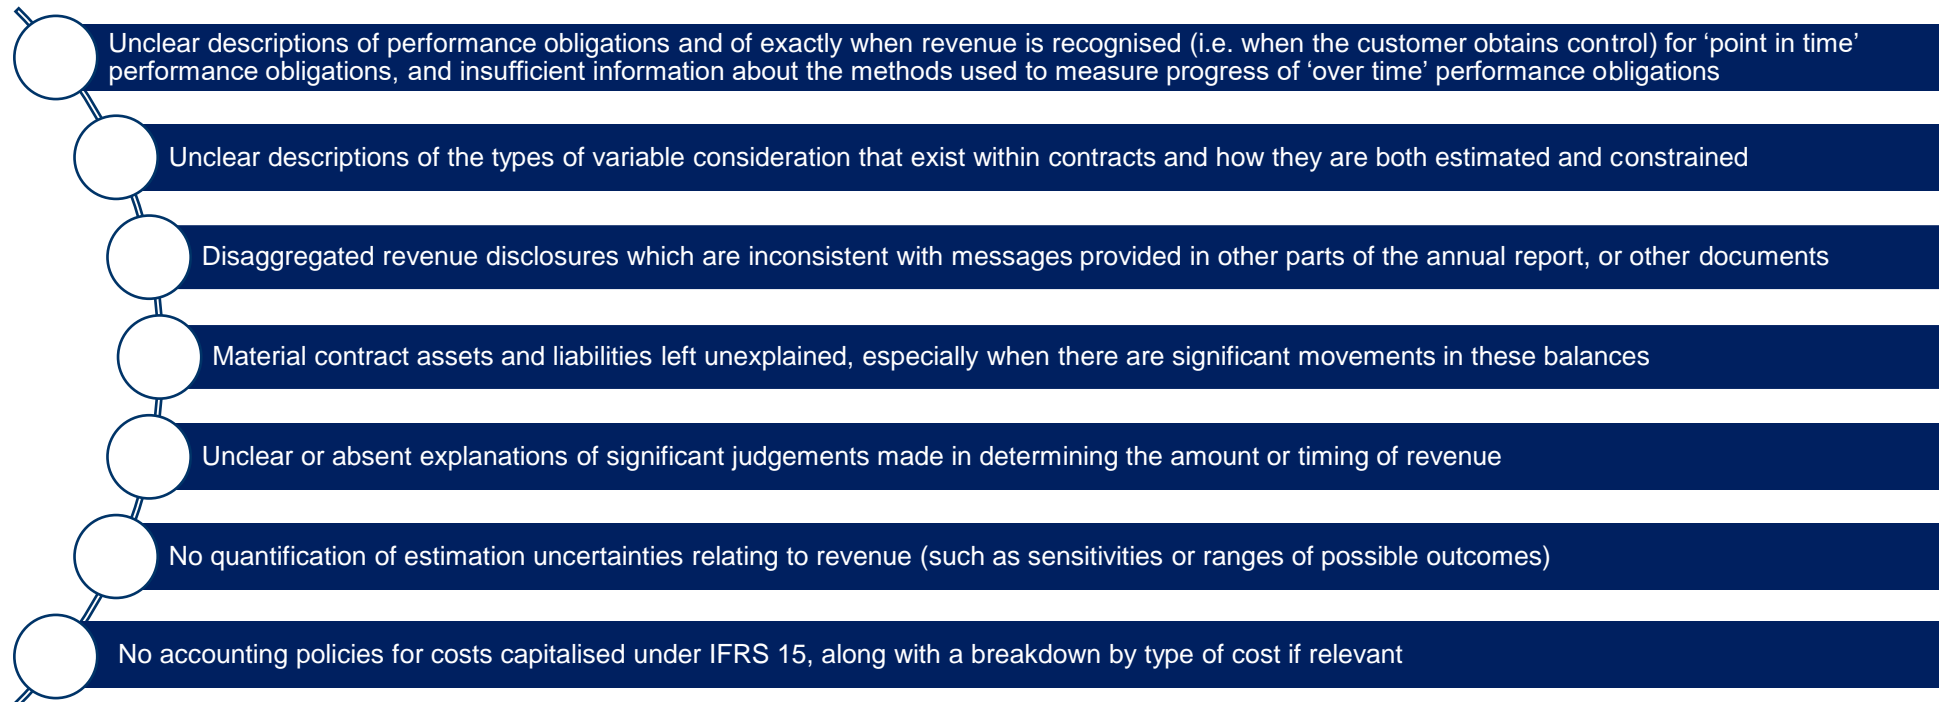 Unclear descriptions of performance obligations and of exactly when revenue is recognised (i.e. when the customer obtains control) for ‘point in time’
performance obligations, and insufficient information about the methods used to measure progress of ‘over time’ performance obligations
Unclear descriptions of the types of variable consideration that exist within contracts and how they are both estimated and constrained
Disaggregated revenue disclosures which are inconsistent with messages provided in other parts of the annual report, or other documents
Material contract assets and liabilities left unexplained, especially when there are significant movements in these balances
Unclear or absent explanations of significant judgements made in determining the amount or timing of revenue
No quantification of estimation uncertainties relating to revenue (such as sensitivities or ranges of possible outcomes)
No accounting policies for costs capitalised under IFRS 15, along with a breakdown by type of cost if relevant